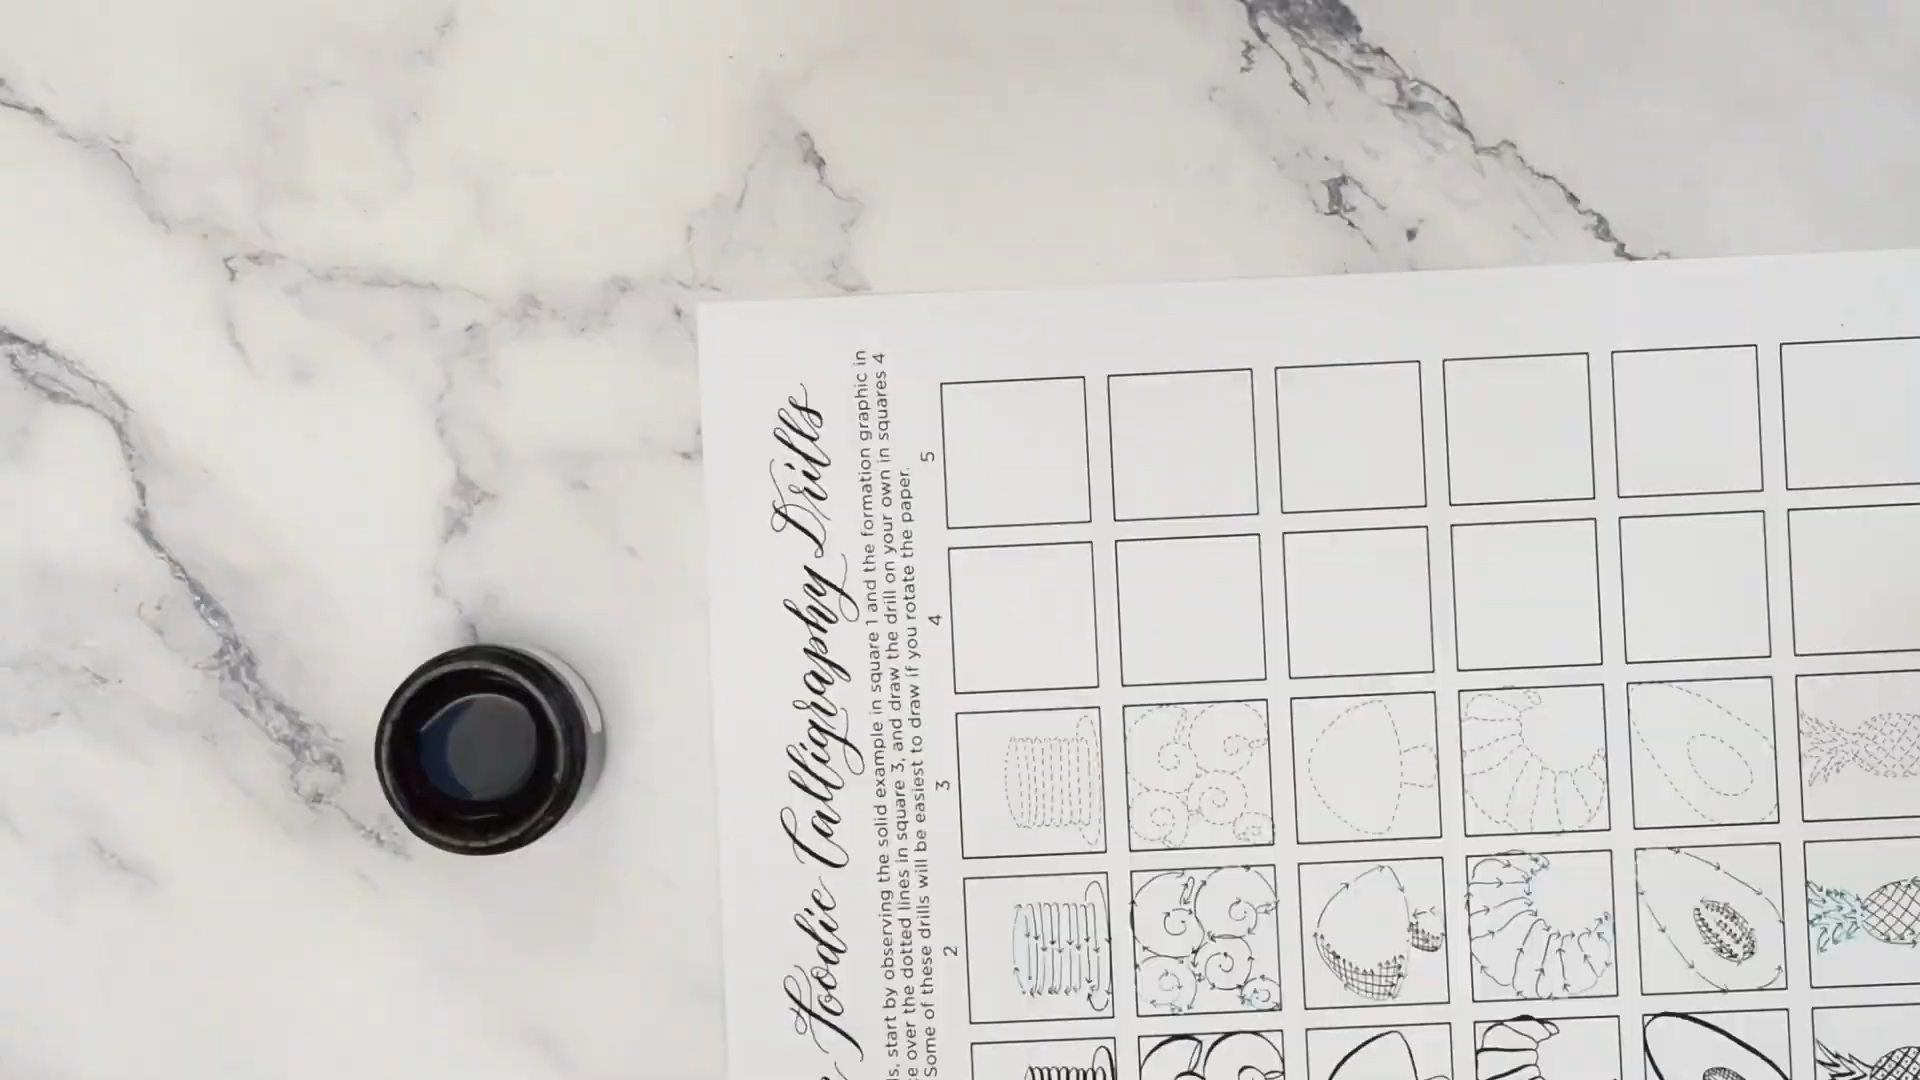 Foodie Calligraphy Drills
start by observing the solid example in square 1 and the formation graphic in
over the dotted lines in square 3, and draw the drill on your own in squares 4
Some of these drills will be easiest to draw if you rotate the paper.
2 3 4 5